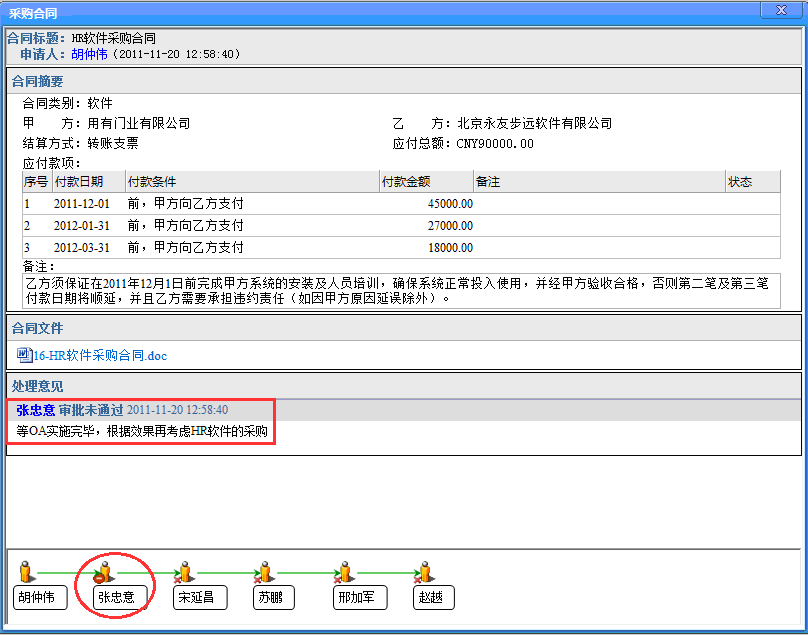 采购合同
合同标题：HR软件采购合同
申请人：胡仲伟（2011-11-20 12:58:40）
合同摘要
合同类别：软件
甲 方：用有门业有限公司 乙 方：北京永友步远软件有限公司
结算方式：转账支票 应付总额：CNY90000.00
应付款项：
序号 付款日期 付款条件 付款金额 备注 状态
1 2011-12-01 前，甲方向乙方支付 45000.00
2 2012-01-31 前，甲方向乙方支付 27000.00
3 2012-03-31 前，甲方向乙方支付 18000.00
备注：
乙方须保证在2011年12月1日前完成甲方系统的安装及人员培训，确保系统正常投入使用，并经甲方验收合格，否则第二笔及第三笔
付款日期将顺延，并且乙方需要承担违约责任（如因甲方原因延误除外）。
合同文件
16-HR软件采购合同.doc
处理意见
张忠意 审批未通过 2011-11-20 12:58:40
等OA实施完毕，根据效果再考虑HR软件的采购
胡仲伟 张忠意 宋延昌 苏鹏 邢加军 赵越